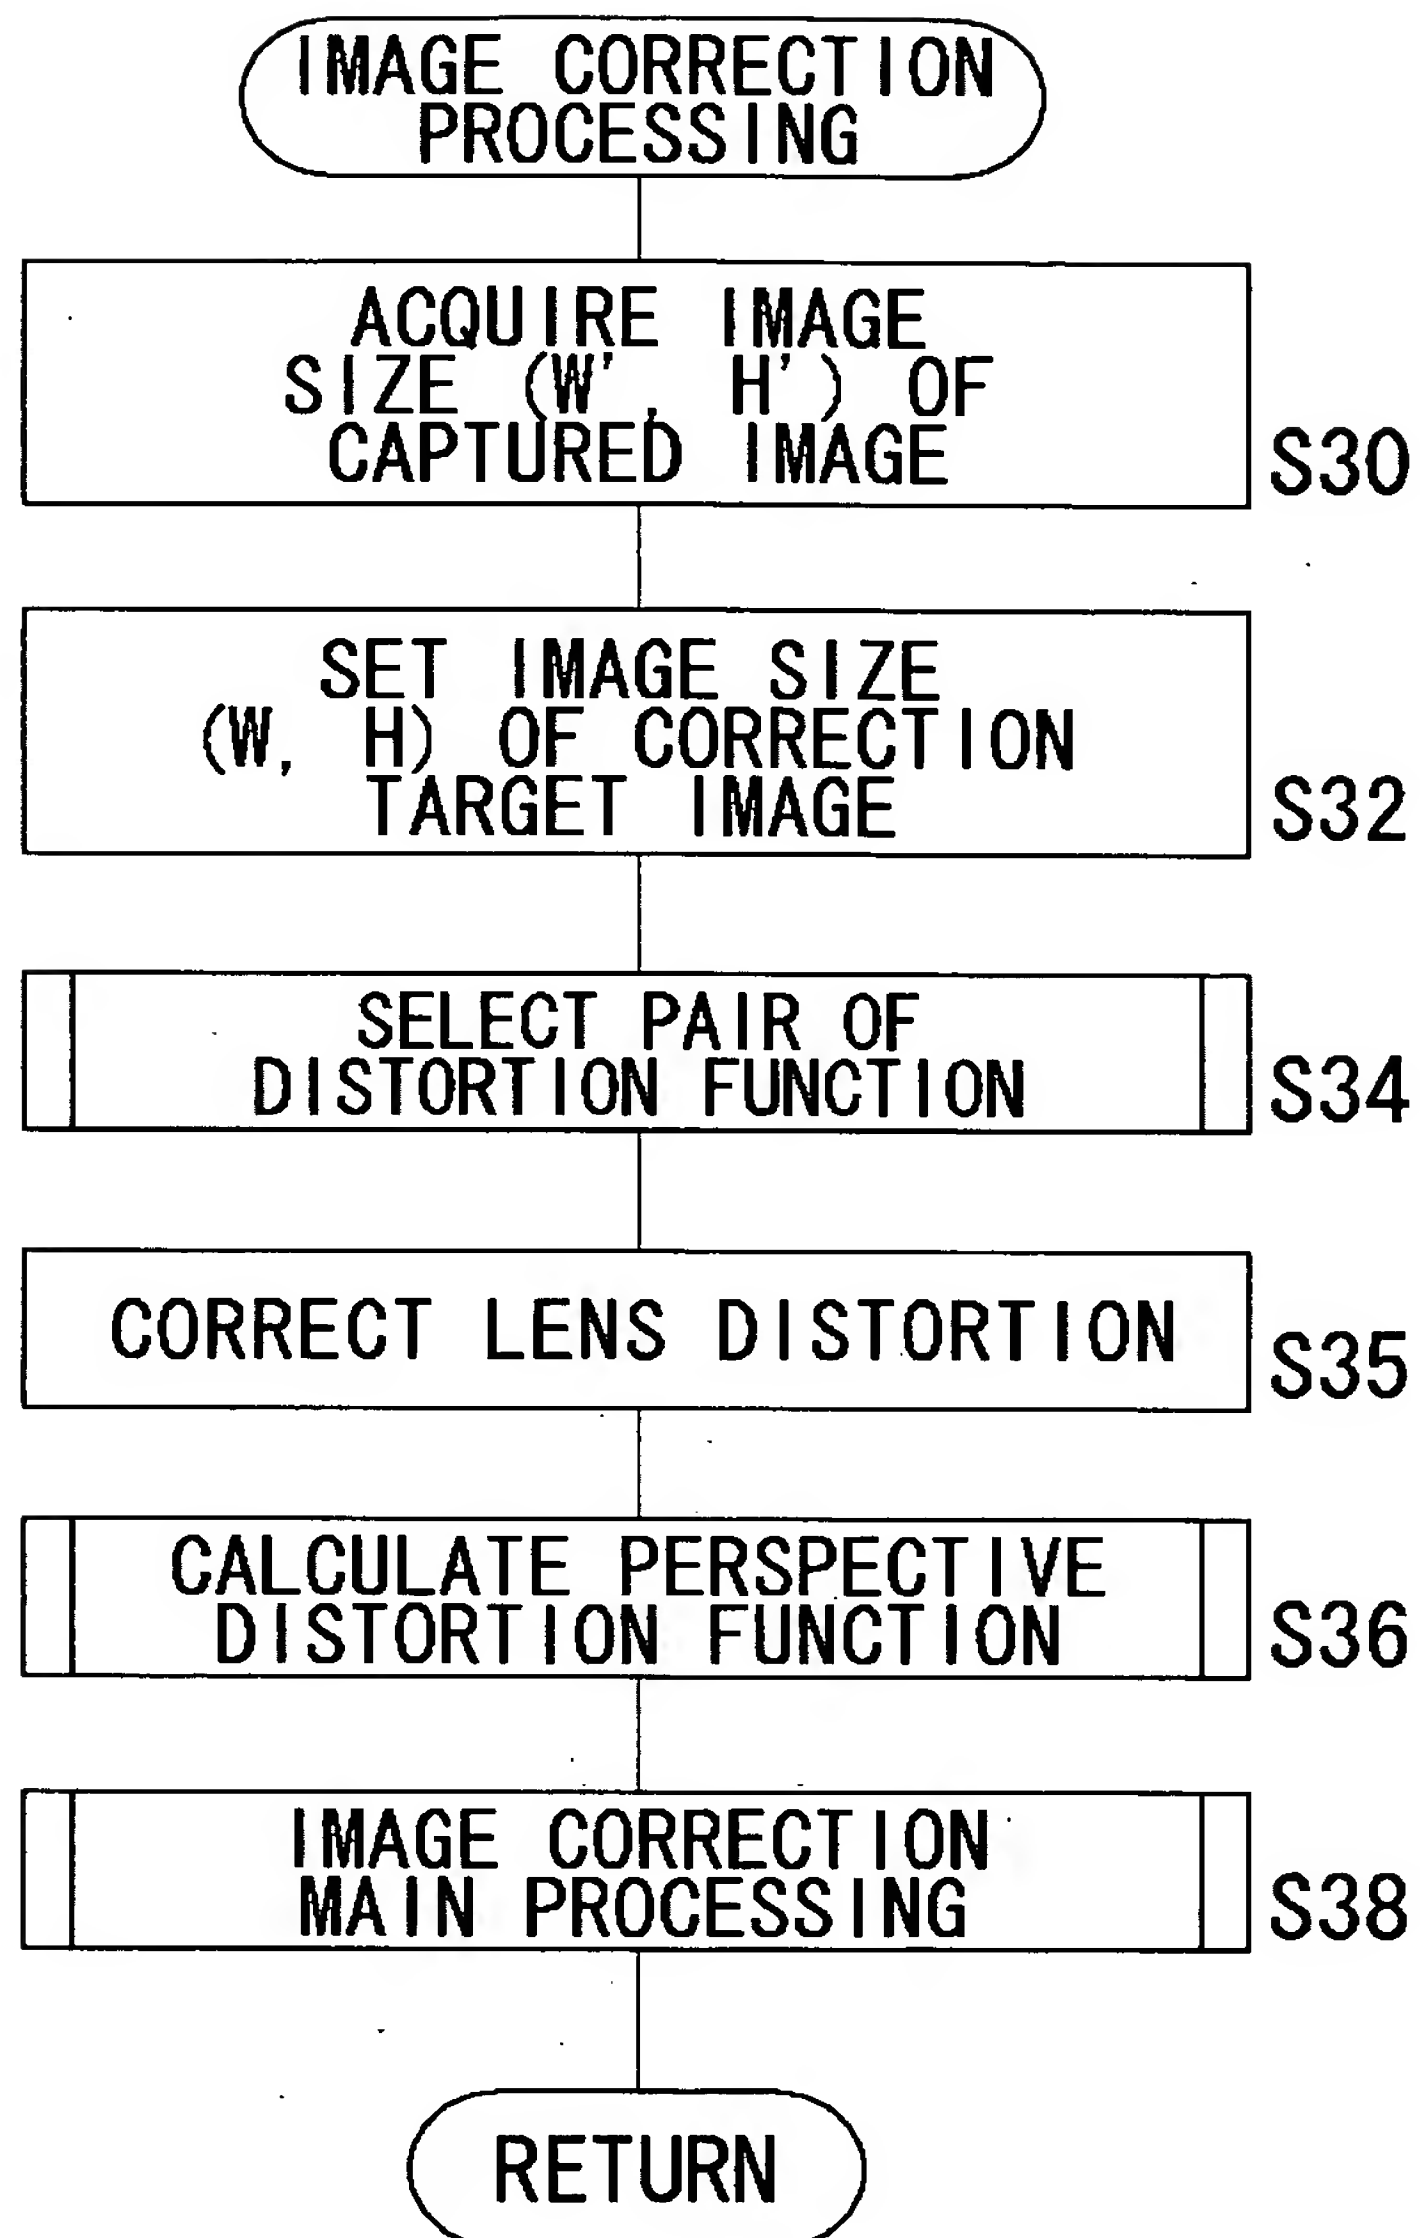 IMAGE CORRECTION
PROCESSING
ACQUIRE IMAGE
SIZE (W', H') OF
CAPTURED IMAGE
S30
SET IMAGE SIZE
(W, H) OF CORRECTION
TARGET IMAGE
S32
SELECT PAIR OF
DISTORTION FUNCTION
S34
CORRECT LENS DISTORTION
S35
CALCULATE PERSPECTIVE
DISTORTION FUNCTION
S36
IMAGE CORRECTION
MAIN PROCESSING
S38
RETURN